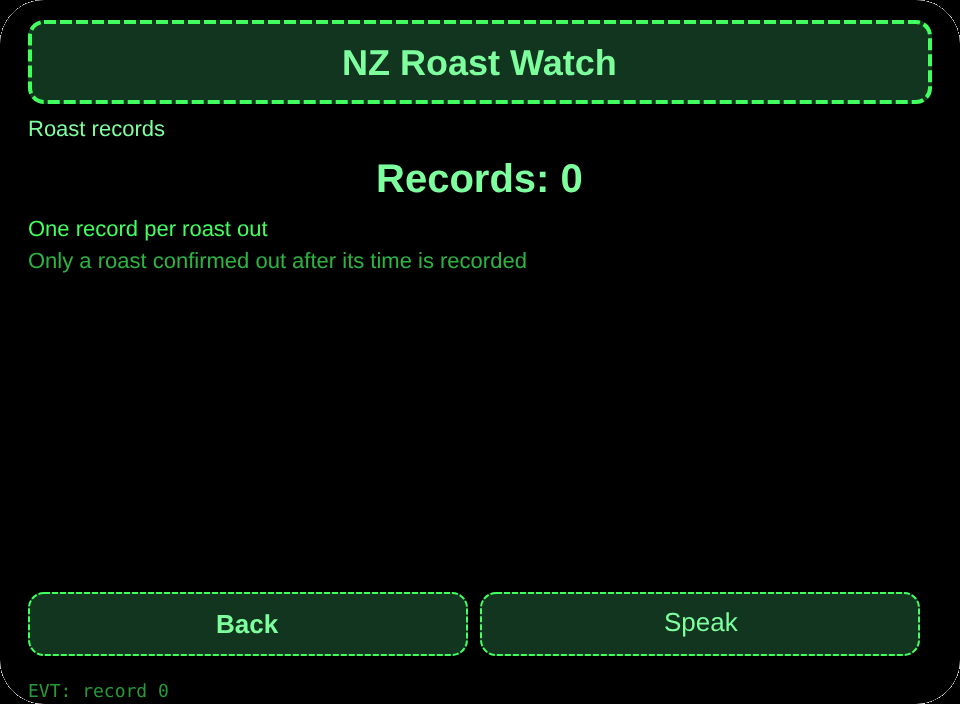 NZ Roast Watch
Roast records
Records: 0
One record per roast out
Only a roast confirmed out after its time is recorded
Back
Speak
EVT: record 0